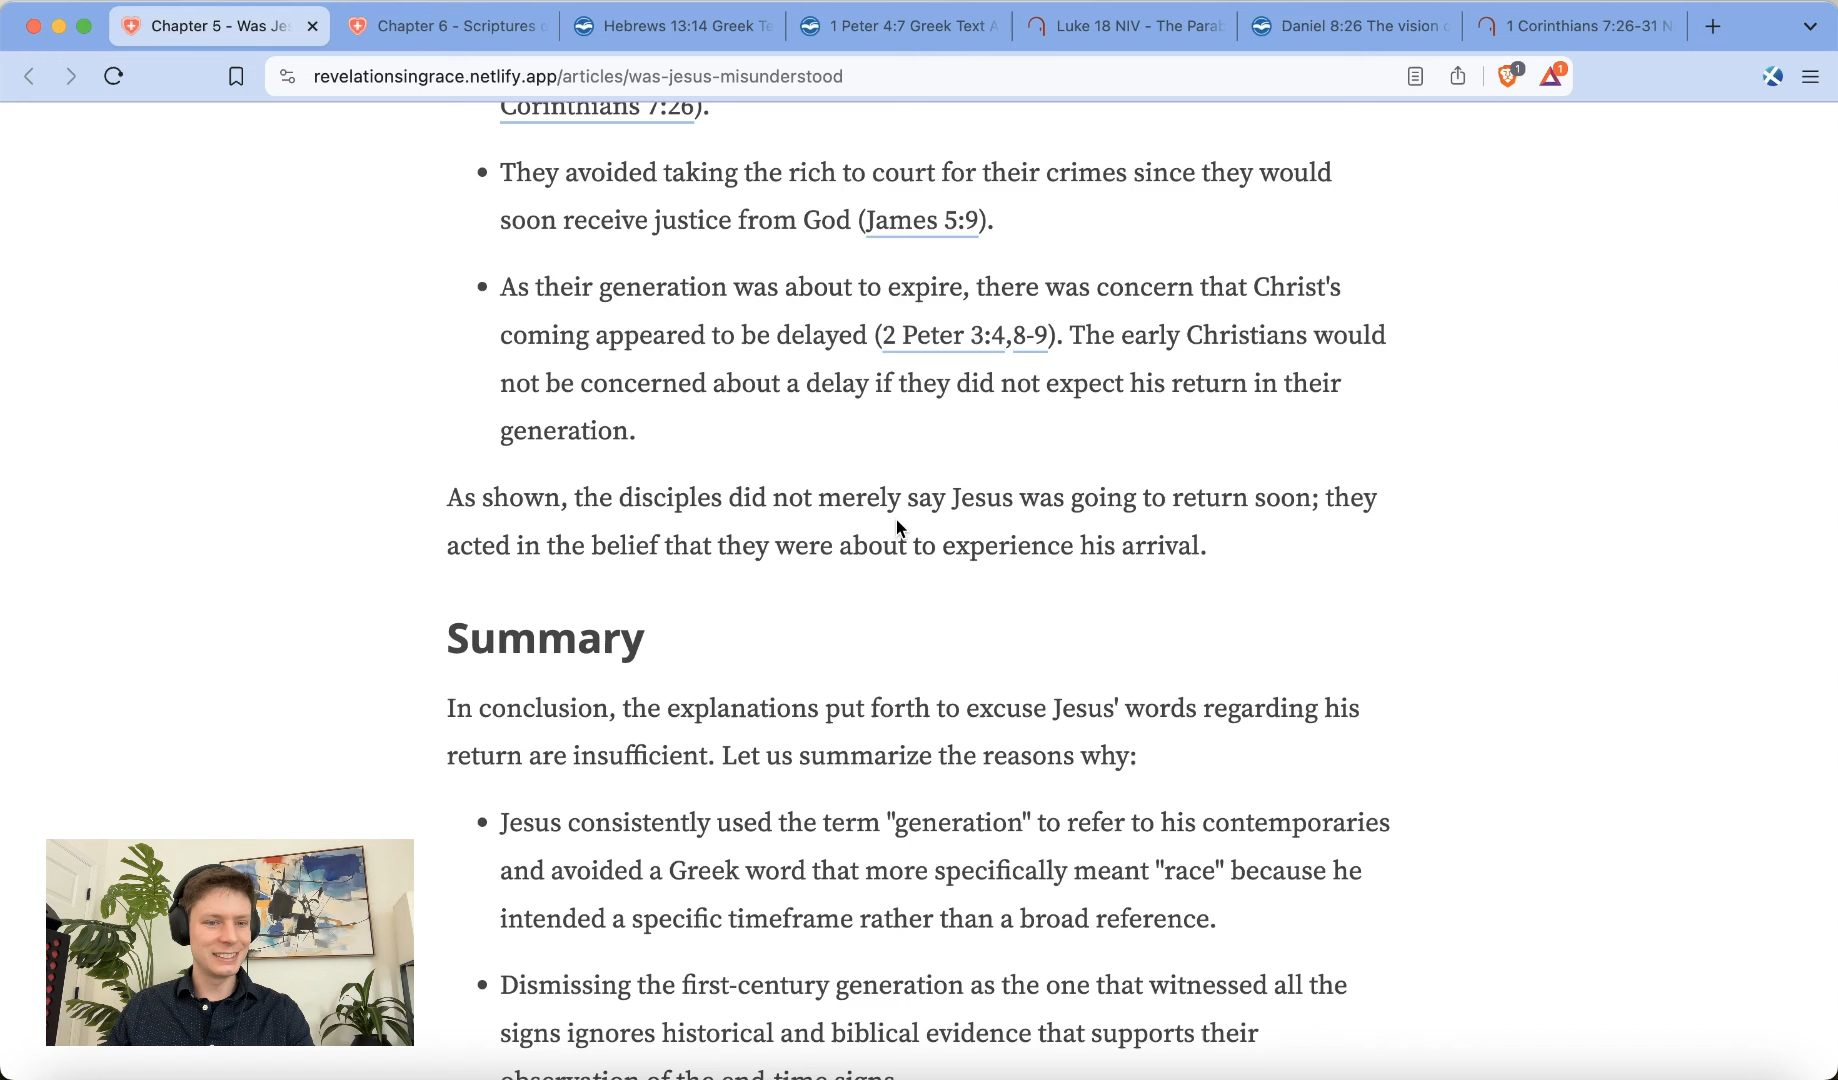 Chapter 5 - Was Je
Chapter 6 - Scriptures
Hebrews 13:14 Greek Te
1 Peter 4:7 Greek Text A
Luke 18 NIV - The Parab
Daniel 8:26 The vision
1 Corinthians 7:26-31 N
revelationsingrace.netlify.app/articles/was-jesus-misunderstood
1
1
Corinthians 7:26).
• They avoided taking the rich to court for their crimes since they would
soon receive justice from God (James 5:9).
• As their generation was about to expire, there was concern that Christ's
coming appeared to be delayed (2 Peter 3:4,8-9). The early Christians would
not be concerned about a delay if they did not expect his return in their
generation.
As shown, the disciples did not merely say Jesus was going to return soon; they
acted in the belief that they were about to experience his arrival.
Summary
In conclusion, the explanations put forth to excuse Jesus' words regarding his
return are insufficient. Let us summarize the reasons why:
• Jesus consistently used the term "generation" to refer to his contemporaries
and avoided a Greek word that more specifically meant "race" because he
intended a specific timeframe rather than a broad reference.
• Dismissing the first-century generation as the one that witnessed all the
signs ignores historical and biblical evidence that supports their
observation of the end-time signs.